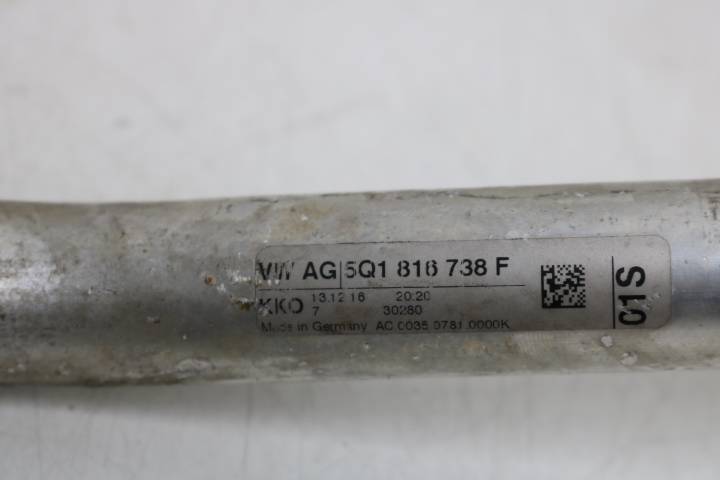 VW AG 5Q1 816 738 F
KKO 13.12.16 20:20
7 30280
Made in Germany AC 0035 0781 0000K
01S